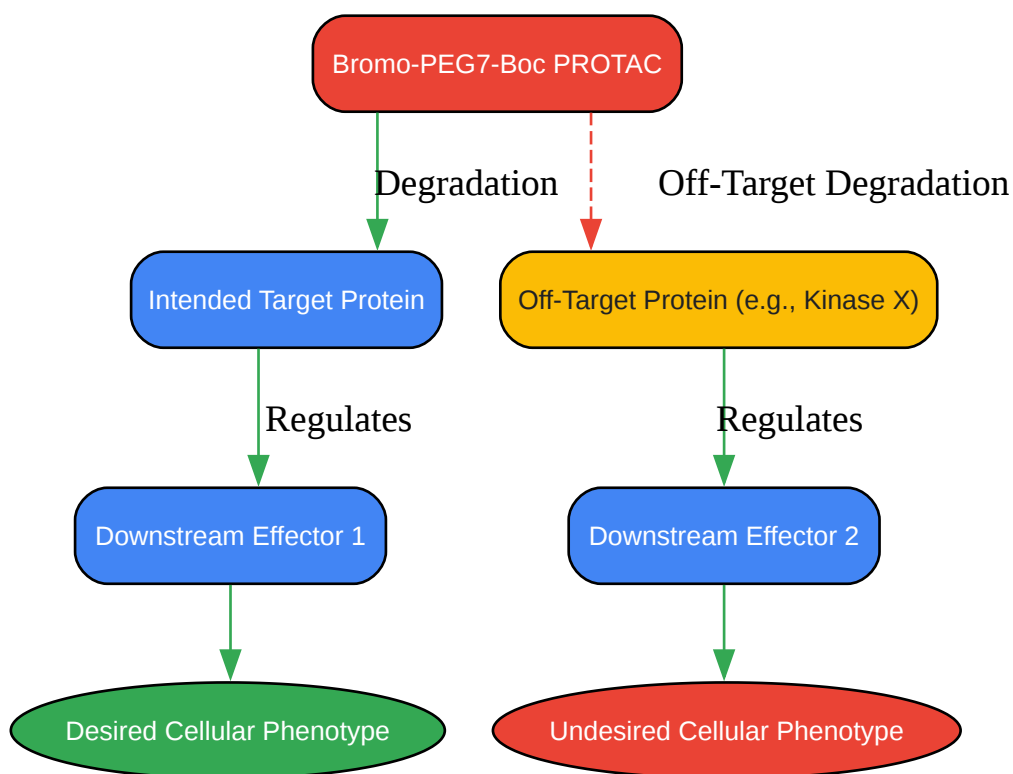 Bromo-PEG7-Boc PROTAC
Degradation
Off-Target Degradation
Intended Target Protein
Off-Target Protein (e.g., Kinase X)
Regulates
Regulates
Downstream Effector 1
Downstream Effector 2
Desired Cellular Phenotype
Undesired Cellular Phenotype